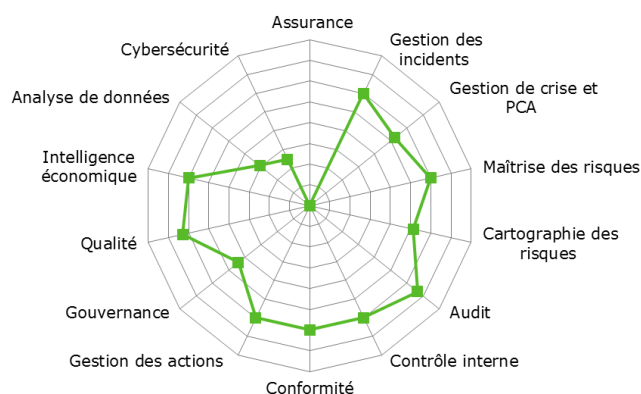 Assurance
Gestion des
incidents
Gestion de crise et
PCA
Maîtrise des risques
Cartographie des
risques
Audit
Contrôle interne
Conformité
Gestion des actions
Gouvernance
Qualité
Intelligence
économique
Analyse de données
Cybersécurité